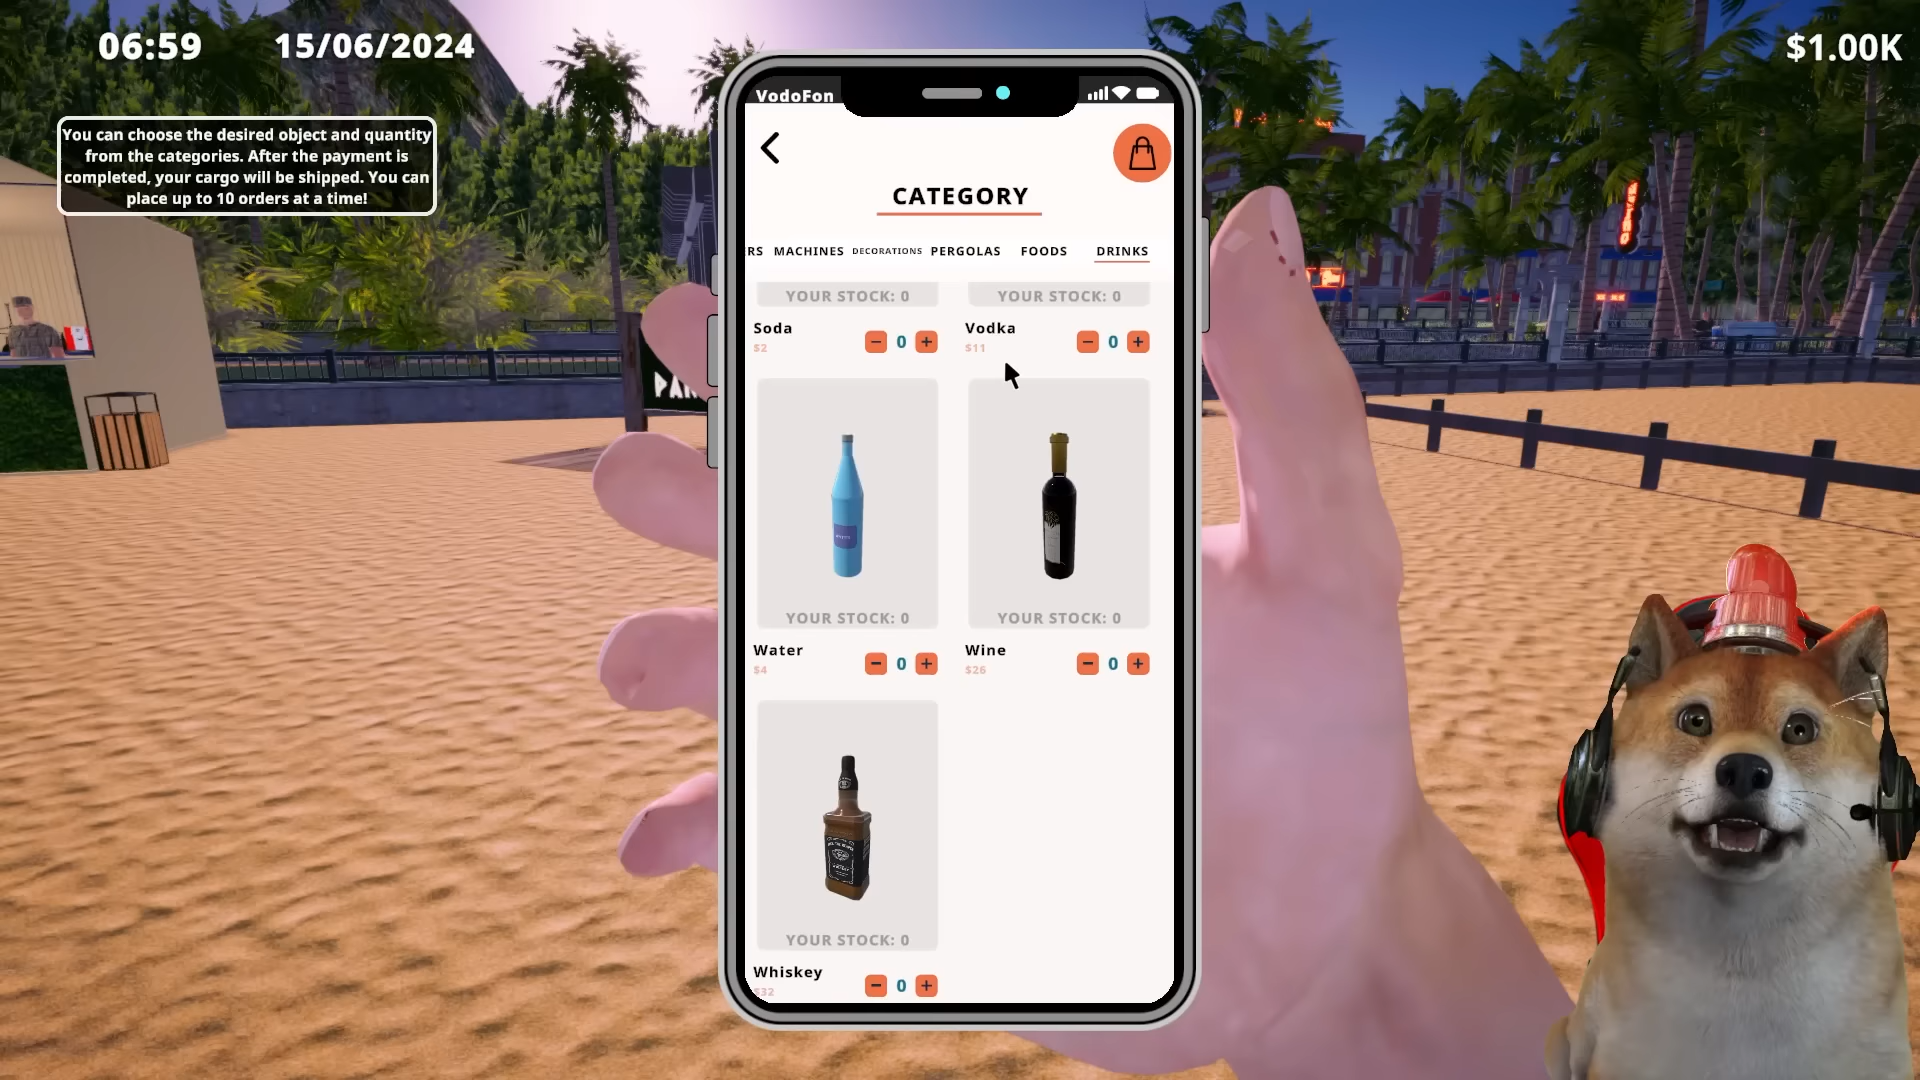 06:59
15/06/2024
$1.00K
You can choose the desired object and quantity
from the categories. After the payment is
completed, your cargo will be shipped. You can
place up to 10 orders at a time!
VodoFon
CATEGORY
ERS MACHINES DECORATIONS PERGOLAS FOODS DRINKS
YOUR STOCK: 0
YOUR STOCK: 0
Soda
$2
− 0 +
Vodka
$11
− 0 +
YOUR STOCK: 0
YOUR STOCK: 0
Water
$4
− 0 +
Wine
$26
− 0 +
YOUR STOCK: 0
Whiskey
$32
− 0 +